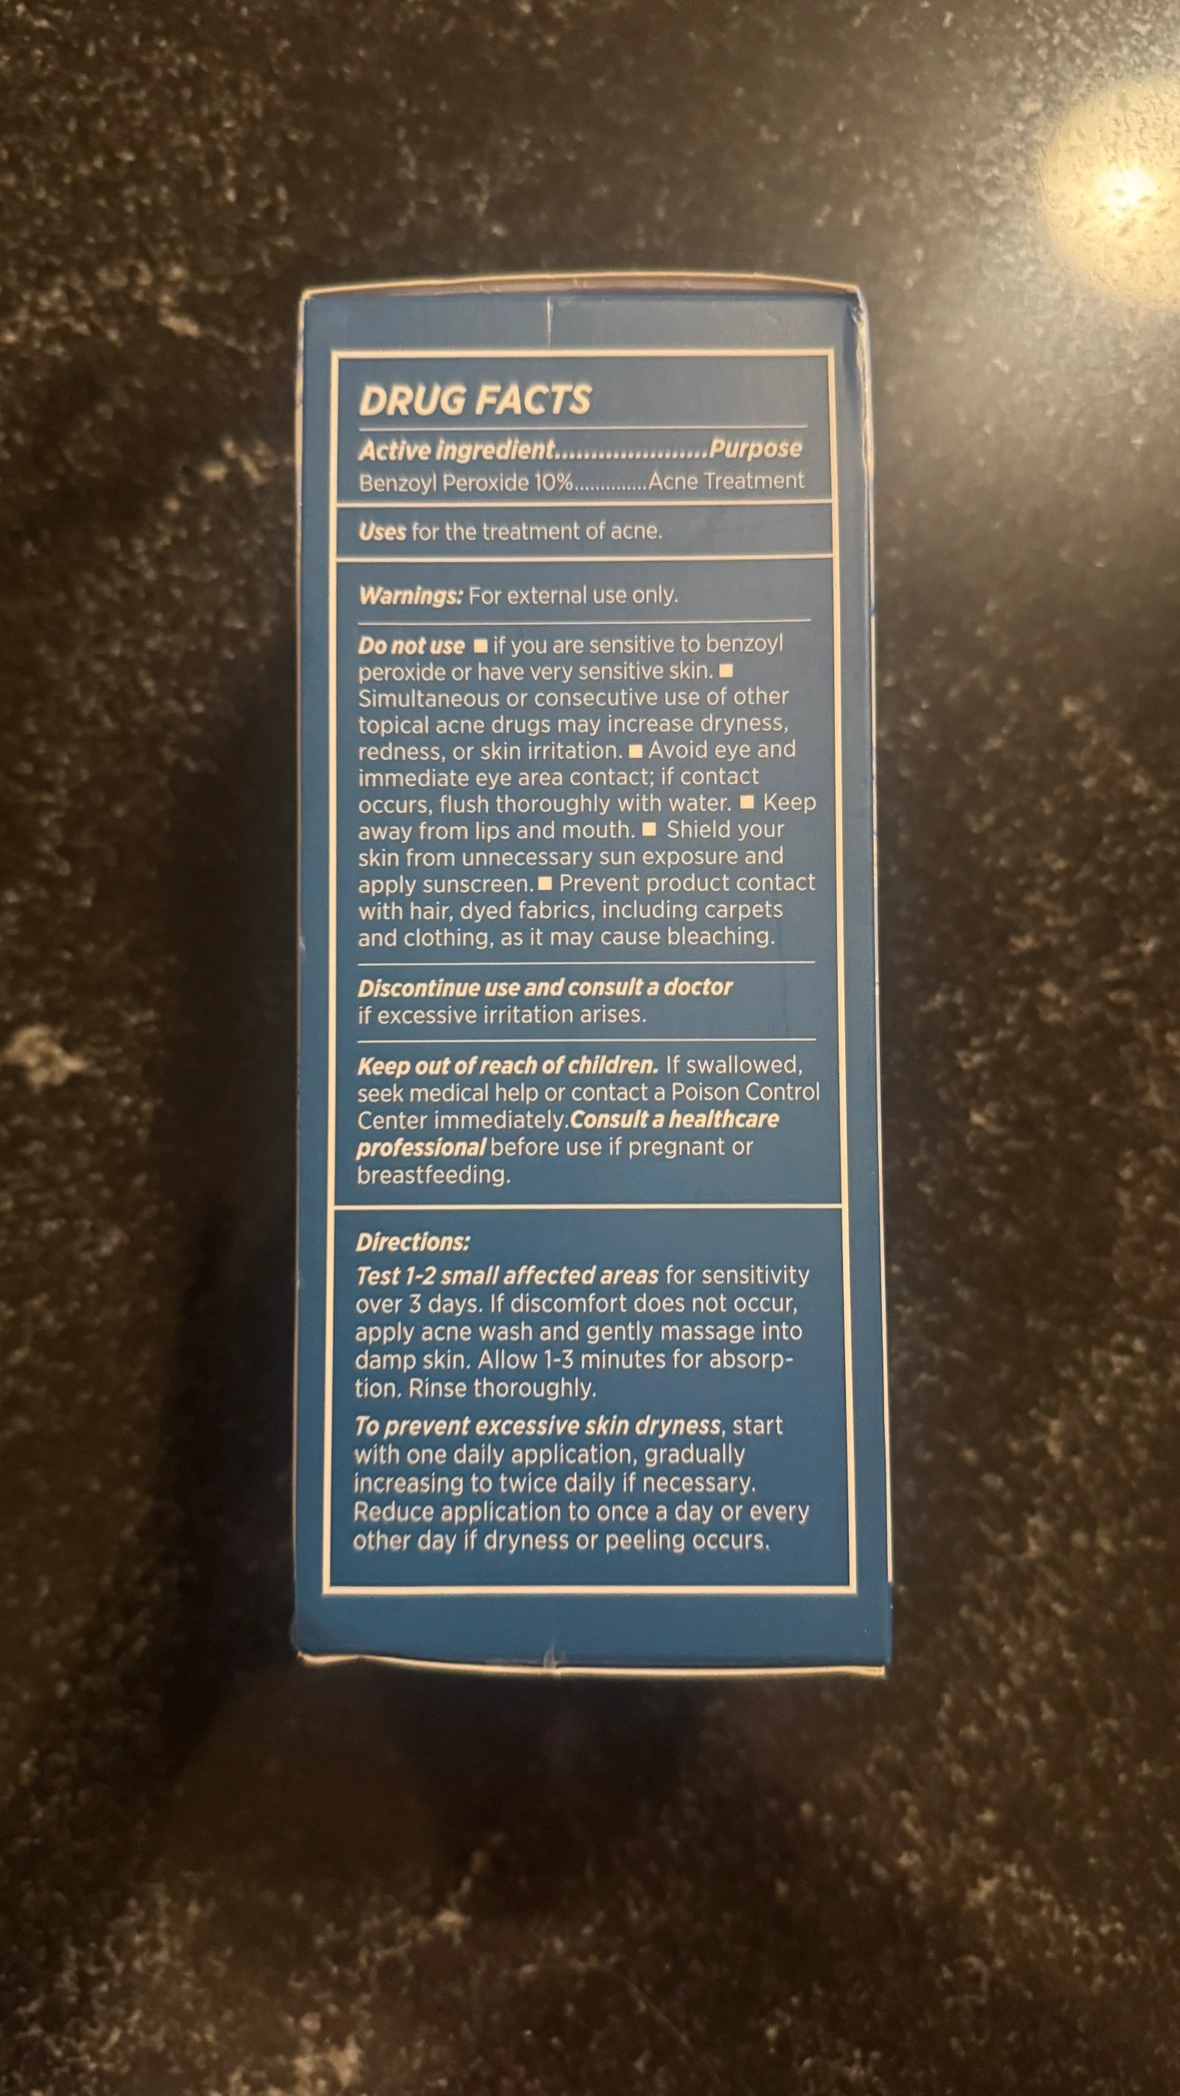 DRUG FACTS
Active ingredient.....................Purpose
Benzoyl Peroxide 10%..............Acne Treatment
Uses for the treatment of acne.
Warnings: For external use only.
Do not use ■ if you are sensitive to benzoyl
peroxide or have very sensitive skin. ■
Simultaneous or consecutive use of other
topical acne drugs may increase dryness,
redness, or skin irritation. ■ Avoid eye and
immediate eye area contact; if contact
occurs, flush thoroughly with water. ■ Keep
away from lips and mouth. ■ Shield your
skin from unnecessary sun exposure and
apply sunscreen. ■ Prevent product contact
with hair, dyed fabrics, including carpets
and clothing, as it may cause bleaching.
Discontinue use and consult a doctor
if excessive irritation arises.
Keep out of reach of children. If swallowed,
seek medical help or contact a Poison Control
Center immediately.Consult a healthcare
professional before use if pregnant or
breastfeeding.
Directions:
Test 1-2 small affected areas for sensitivity
over 3 days. If discomfort does not occur,
apply acne wash and gently massage into
damp skin. Allow 1-3 minutes for absorp-
tion. Rinse thoroughly.
To prevent excessive skin dryness, start
with one daily application, gradually
increasing to twice daily if necessary.
Reduce application to once a day or every
other day if dryness or peeling occurs.